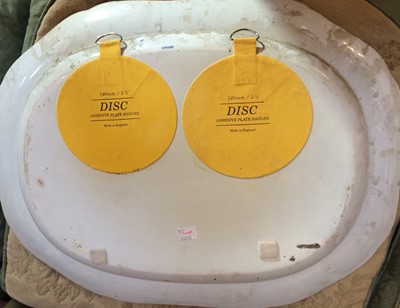 140mm / 5½
DISC
ADHESIVE PLATE HANGER
Made in England
140mm / 5½
DISC
ADHESIVE PLATE HANGER
Made in England